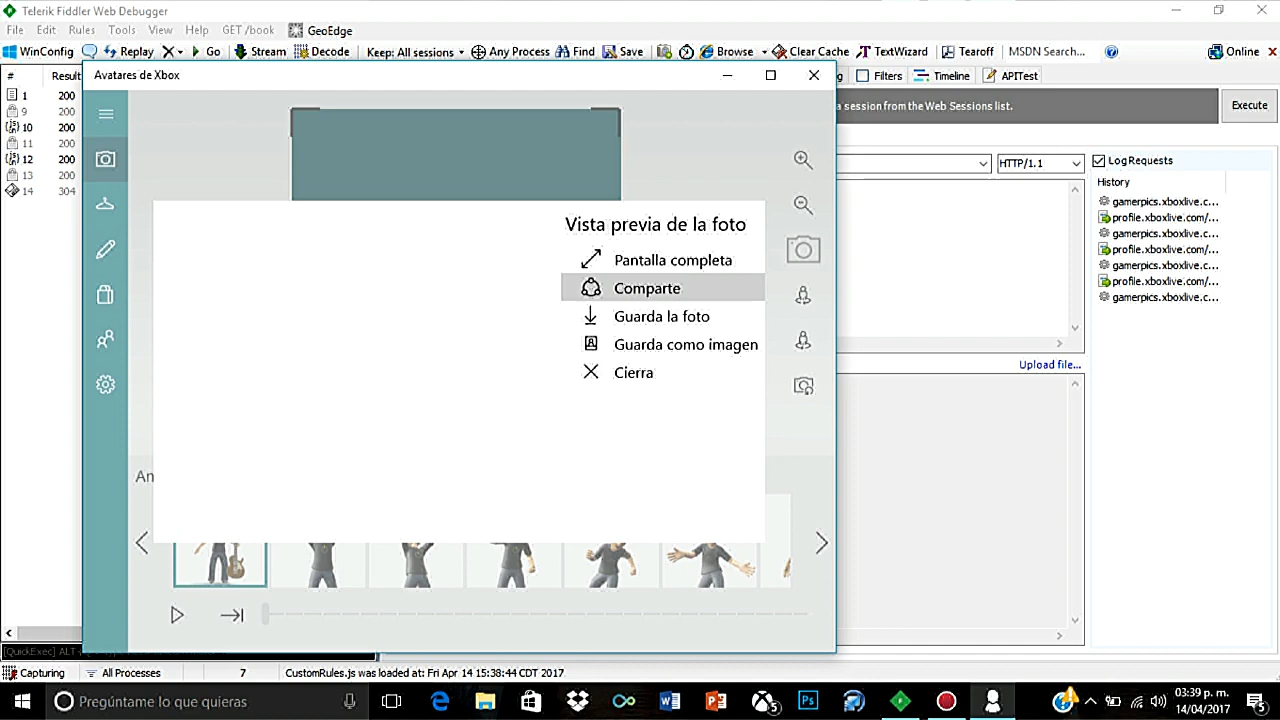 Telerik Fiddler Web Debugger
File Edit Rules Tools View Help GET /book GeoEdge
WinConfig Replay Go Stream Decode Keep: All sessions Any Process Find Save Browse Clear Cache TextWizard Tearoff MSDN Search... Online
# Result
Avatares de Xbox
Filters Timeline APITest
1 200
9 200
10 200
11 200
12 200
13 200
14 304
session from the Web Sessions list.
Execute
HTTP/1.1
Log Requests
History
gamerpics.xboxlive.c...
profile.xboxlive.com/...
gamerpics.xboxlive.c...
profile.xboxlive.com/...
gamerpics.xboxlive.c...
profile.xboxlive.com/...
gamerpics.xboxlive.c...
Vista previa de la foto
Pantalla completa
Comparte
Guarda la foto
Guarda como imagen
Cierra
Upload file...
An
[QuickExec] ALT+
Capturing All Processes 7 CustomRules.js was loaded at: Fri Apr 14 15:38:44 CDT 2017
Pregúntame lo que quieras
03:39 p. m.
14/04/2017
5
5